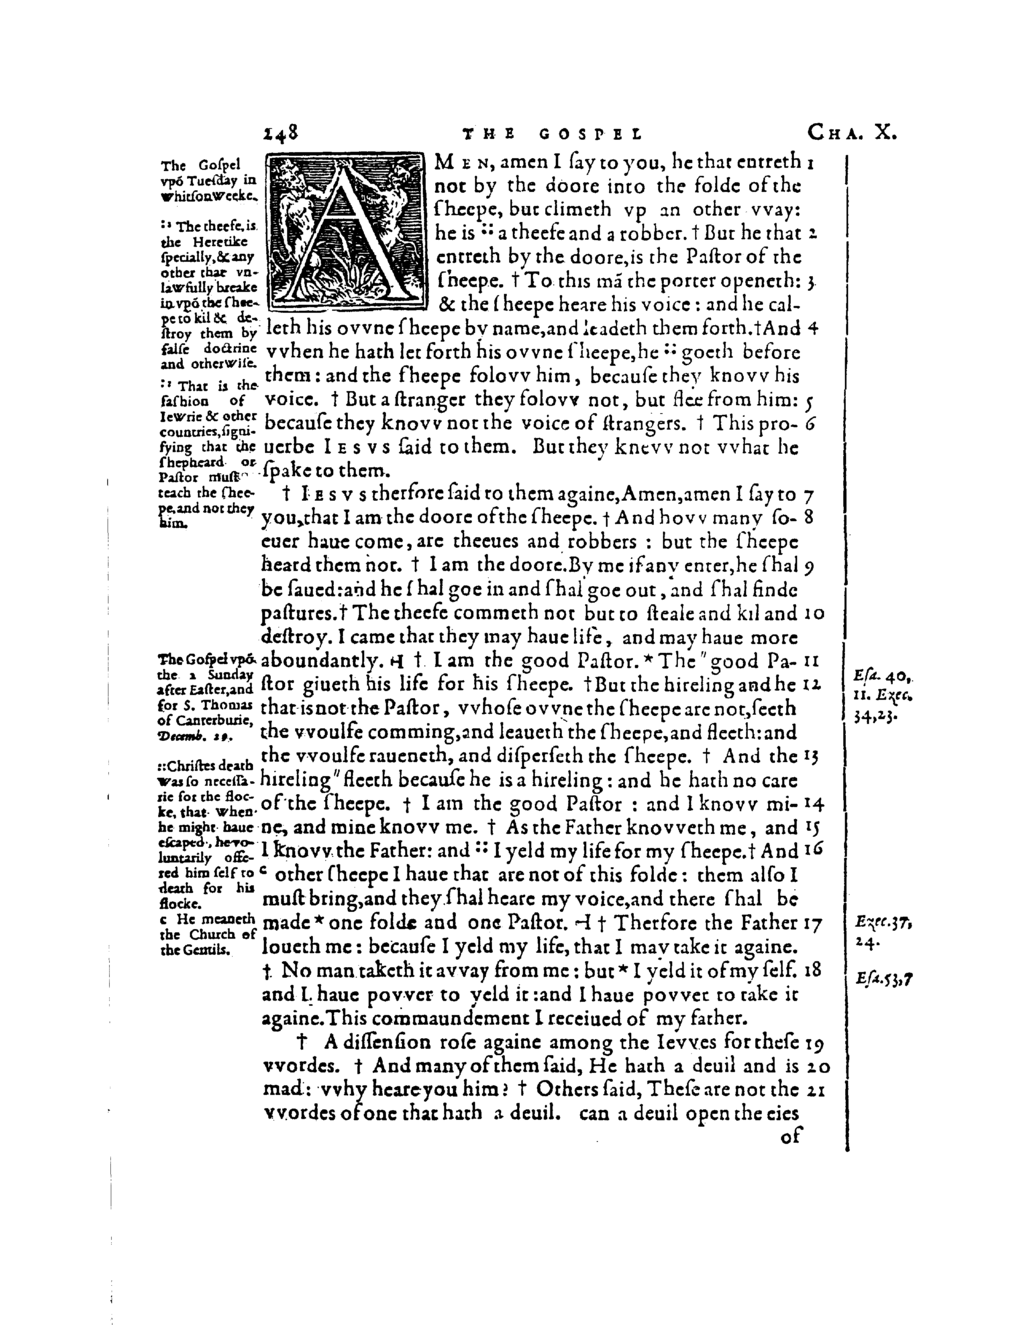 248 THE GOSPEL CHA. X.
The Goſpel
vpō Tueſday in
VVhitſonVVeeke.
:: The theefe, is
the Heretike
ſpecially, & any
other that vn-
lawfully breake
in vpō the ſhee-
pe to kil & de-
ſtroy them by
falſe doctrine
and otherwiſe.
:: That is the
faſhion of
Iewrie & other
countries, ſigni-
fying that the
ſhepheard or
Paſtor muſt
teach the ſhee-
pe, and not they
him.
AMEN, amen I ſay to you, he that entreth 1
not by the doore into the folde of the
ſheepe, but climeth vp an other vvay:
he is :: a theefe and a robber. † But he that 2
entreth by the doore, is the Paſtor of the
ſheepe. † To this mā the porter openeth: 3
& the ſheepe heare his voice : and he cal-
leth his ovvne ſheepe by name, and leadeth them forth. † And 4
vvhen he hath let forth his ovvne ſheepe, he :: goeth before
them : and the ſheepe folovv him, becauſe they knovv his
voice. † But a ſtranger they folovv not, but flee from him: 5
becauſe they knovv not the voice of ſtrangers. † This pro- 6
uerbe IESVS ſaid to them. But they knevv not vvhat he
ſpake to them.
† IESVS therfore ſaid to them againe, Amen, amen I ſay to 7
you, that I am the doore of the ſheepe. † And hovv many ſo- 8
euer haue come, are theeues and robbers : but the ſheepe
heard them not. † I am the doore. By me if any enter, he ſhal 9
be ſaued: and he ſhal goe in and ſhal goe out, and ſhal finde
paſtures. † The theefe commeth not but to ſteale and kil and 10
deſtroy. I came that they may haue life, and may haue more
aboundantly. ⊣ † I am the good Paſtor. * The " good Pa- 11
ſtor giueth his life for his ſheepe. † But the hireling and he 12
that is not the Paſtor, vvhoſe ovvne the ſheepe are not, ſeeth
the vvoulfe comming, and leaueth the ſheepe, and fleeth: and
the vvoulfe raueneth, and diſperſeth the ſheepe. † And the 13
hireling " fleeth becauſe he is a hireling : and he hath no care
of the ſheepe. † I am the good Paſtor : and I knovv mi- 14
ne, and mine knovv me. † As the Father knovveth me, and 15
I knovv the Father: and :: I yeld my life for my ſheepe. † And 16
c other ſheepe I haue that are not of this folde : them alſo I
muſt bring, and they ſhal heare my voice, and there ſhal be
made * one folde and one Paſtor. ⊣ † Therfore the Father 17
loueth me : becauſe I yeld my life, that I may take it againe.
† No man taketh it avvay from me : but * I yeld it of my ſelf. 18
and I haue povver to yeld it : and I haue povver to take it
againe. This commaundement I receiued of my father.
† A diſſenſion roſe againe among the Ievves for theſe 19
vvordes. † And many of them ſaid, He hath a deuil and is 20
mad : vvhy heare you him ? † Others ſaid, Theſe are not the 21
vvordes of one that hath a deuil. can a deuil open the eies
of
The Goſpel vpō
the 2 Sunday
after Eaſter, and
for S. Thomas
of Canterburie,
Decemb. 29.
:: Chriſtes death
was ſo neceſſa-
rie for the floc-
ke, that when
he might haue
eſcaped, he vo-
luntarily offe-
red him ſelf to
death for his
flocke.
c He meaneth
the Church of
the Gentils.
Eſa. 40,
11. Ezec.
34,23.
Ezec. 37,
24.
Eſa. 53,7